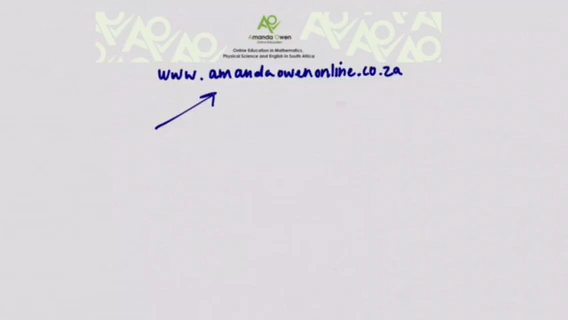 Amanda Owen
Online Education in Mathematics,
Physical Science and English in South Africa
www.amandaowenonline.co.za